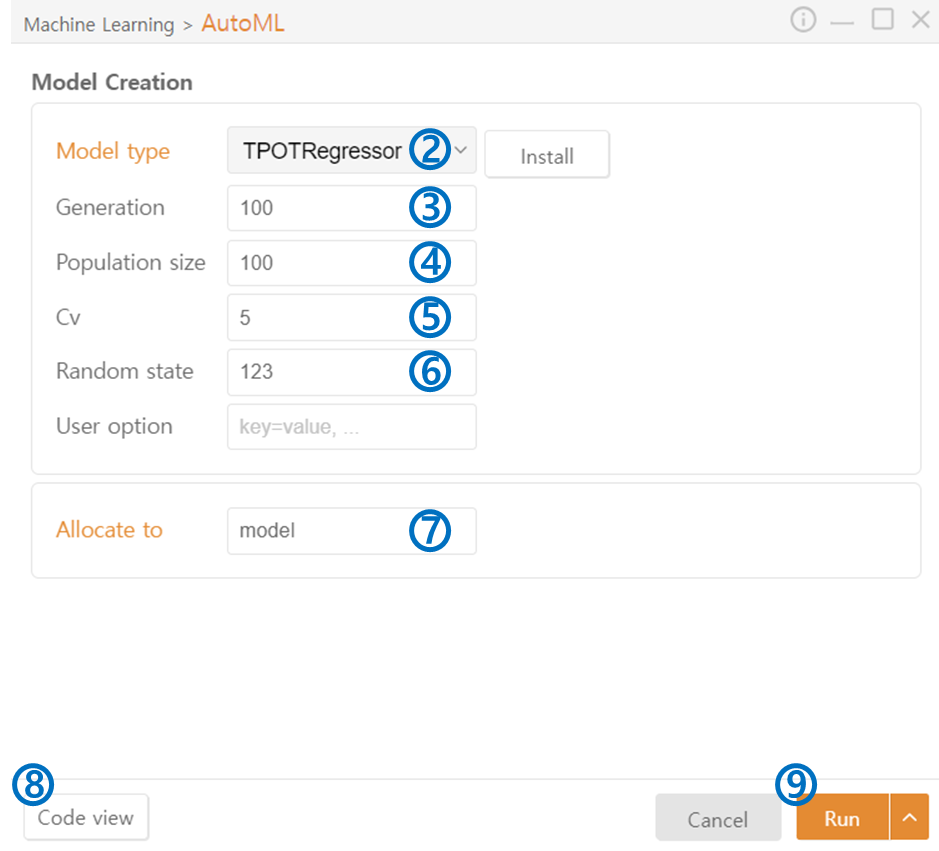 Machine Learning > AutoML
Model Creation
Model type TPOTRegressor ② Install
Generation 100 ③
Population size 100 ④
Cv 5 ⑤
Random state 123 ⑥
User option key=value, ...
Allocate to model ⑦
⑧ ⑨
Code view Cancel Run